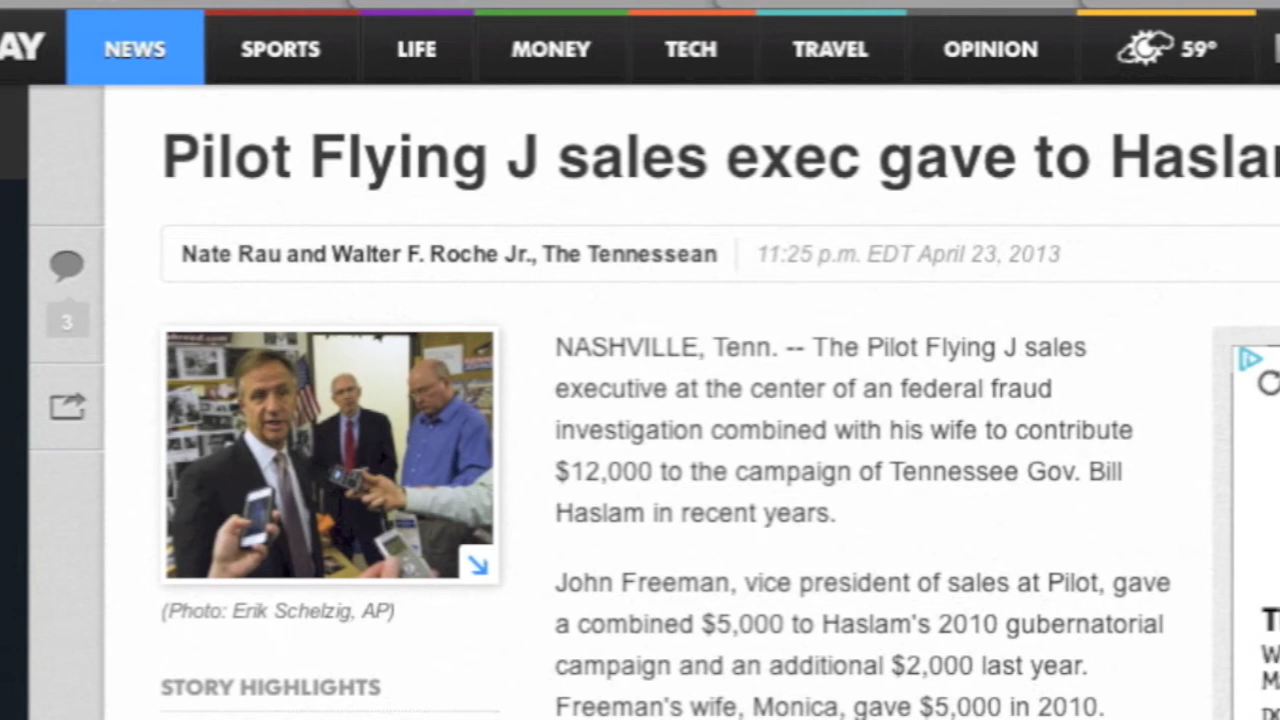 AY NEWS SPORTS LIFE MONEY TECH TRAVEL OPINION 59°
Pilot Flying J sales exec gave to Haslam
Nate Rau and Walter F. Roche Jr., The Tennessean 11:25 p.m. EDT April 23, 2013
3
NASHVILLE, Tenn. -- The Pilot Flying J sales
executive at the center of an federal fraud
investigation combined with his wife to contribute
$12,000 to the campaign of Tennessee Gov. Bill
Haslam in recent years.
(Photo: Erik Schelzig, AP)
STORY HIGHLIGHTS
John Freeman, vice president of sales at Pilot, gave
a combined $5,000 to Haslam's 2010 gubernatorial
campaign and an additional $2,000 last year.
Freeman's wife, Monica, gave $5,000 in 2010.